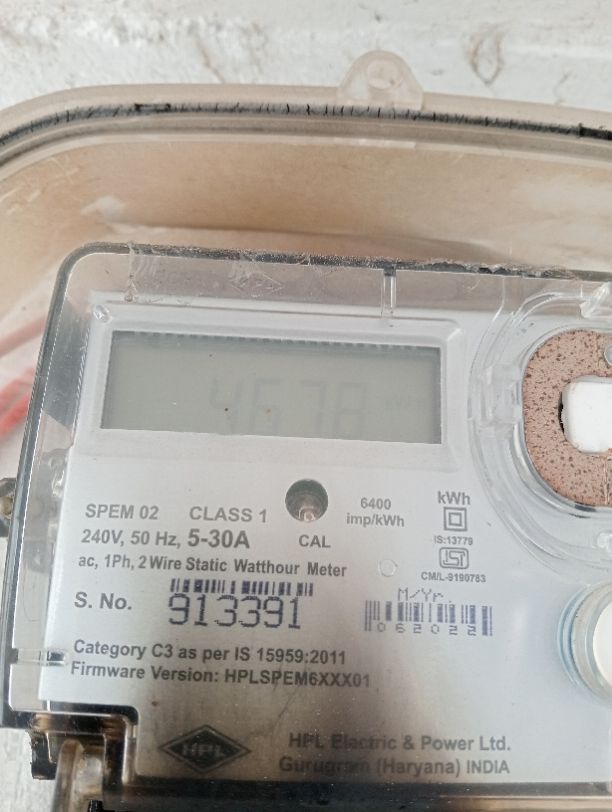 4678
SPEM 02 CLASS 1
240V, 50 Hz, 5-30A
ac, 1Ph, 2 Wire Static Watthour Meter
CAL
6400
imp/kWh
kWh
IS:13779
ISI
CM/L-9190783
S. No. 913391
M/Yr.
062022
Category C3 as per IS 15959:2011
Firmware Version: HPLSPEM6XXX01
HPL
HPL Electric & Power Ltd.
Gurugram (Haryana) INDIA